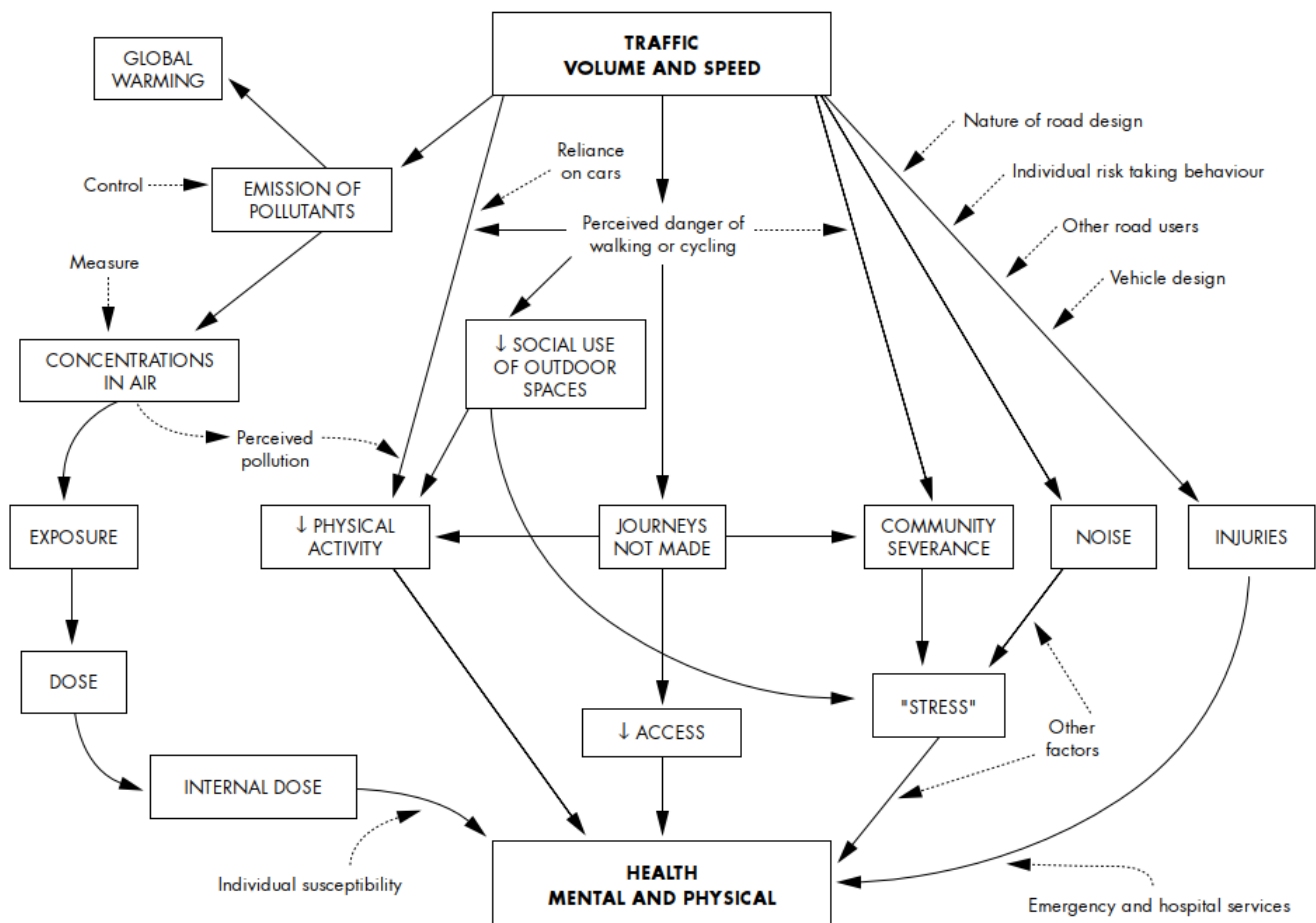 TRAFFIC
VOLUME AND SPEED
GLOBAL
WARMING
Nature of road design
Reliance
on cars
Individual risk taking behaviour
Control
EMISSION OF
POLLUTANTS
Perceived danger of
walking or cycling
Other road users
Measure
Vehicle design
CONCENTRATIONS
IN AIR
↓ SOCIAL USE
OF OUTDOOR
SPACES
Perceived
pollution
EXPOSURE
↓ PHYSICAL
ACTIVITY
JOURNEYS
NOT MADE
COMMUNITY
SEVERANCE
NOISE
INJURIES
DOSE
"STRESS"
↓ ACCESS
Other
factors
INTERNAL DOSE
HEALTH
MENTAL AND PHYSICAL
Individual susceptibility
Emergency and hospital services